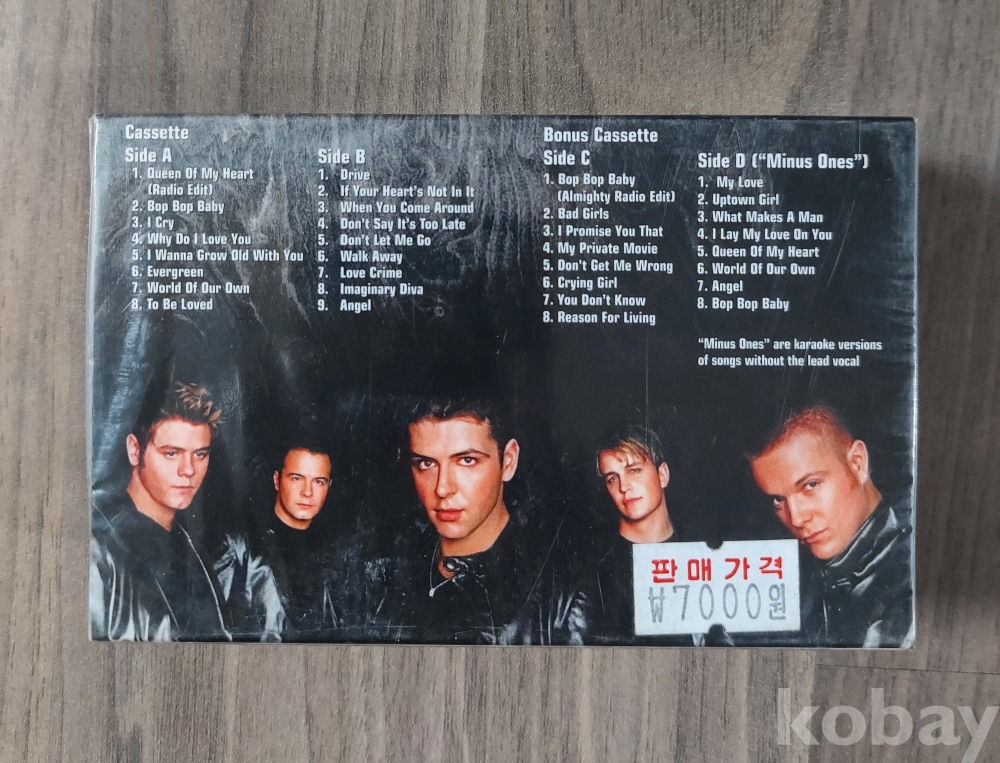 Cassette
Side A
1. Queen Of My Heart
(Radio Edit)
2. Bop Bop Baby
3. I Cry
4. Why Do I Love You
5. I Wanna Grow Old With You
6. Evergreen
7. World Of Our Own
8. To Be Loved
Side B
1. Drive
2. If Your Heart's Not In It
3. When You Come Around
4. Don't Say It's Too Late
5. Don't Let Me Go
6. Walk Away
7. Love Crime
8. Imaginary Diva
9. Angel
Bonus Cassette
Side C
1. Bop Bop Baby
(Almighty Radio Edit)
2. Bad Girls
3. I Promise You That
4. My Private Movie
5. Don't Get Me Wrong
6. Crying Girl
7. You Don't Know
8. Reason For Living
Side D ("Minus Ones")
1. My Love
2. Uptown Girl
3. What Makes A Man
4. I Lay My Love On You
5. Queen Of My Heart
6. World Of Our Own
7. Angel
8. Bop Bop Baby
"Minus Ones" are karaoke versions
of songs without the lead vocal
판매가격
₩7000원
kobay